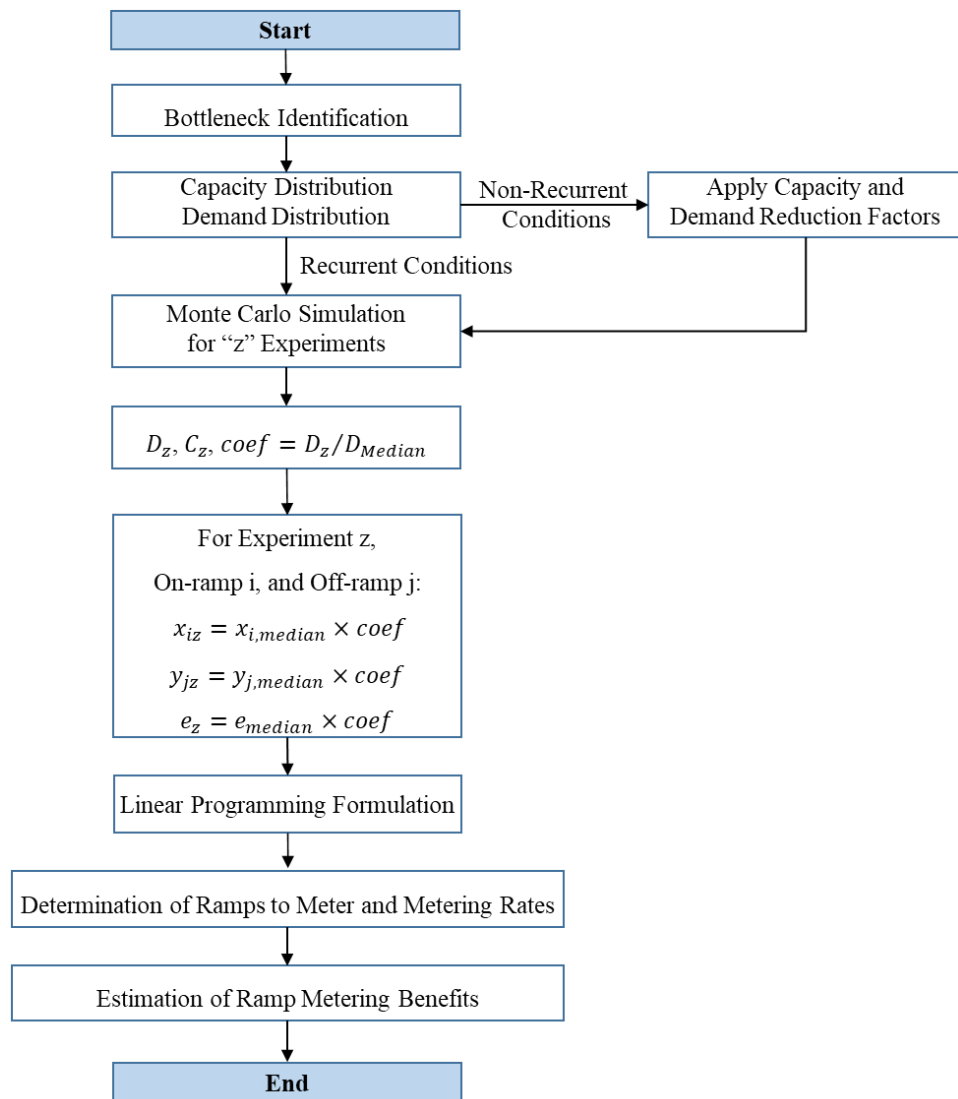 Start
Bottleneck Identification
Capacity Distribution
Demand Distribution
Non-Recurrent
Conditions
Apply Capacity and
Demand Reduction Factors
Recurrent Conditions
Monte Carlo Simulation
for “z” Experiments
D_z, C_z, coef = D_z/D_Median
For Experiment z,
On-ramp i, and Off-ramp j:
x_iz = x_i,median × coef
y_jz = y_j,median × coef
e_z = e_median × coef
Linear Programming Formulation
Determination of Ramps to Meter and Metering Rates
Estimation of Ramp Metering Benefits
End